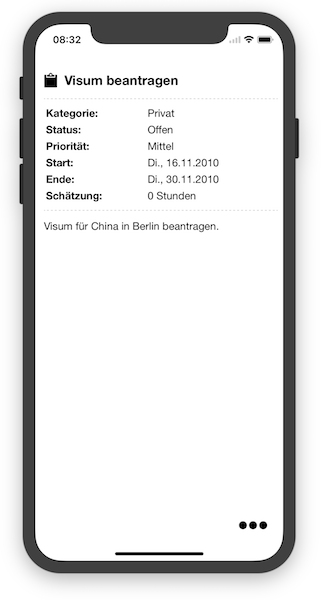 08:32
Visum beantragen
Kategorie: Privat
Status: Offen
Priorität: Mittel
Start: Di., 16.11.2010
Ende: Di., 30.11.2010
Schätzung: 0 Stunden
Visum für China in Berlin beantragen.